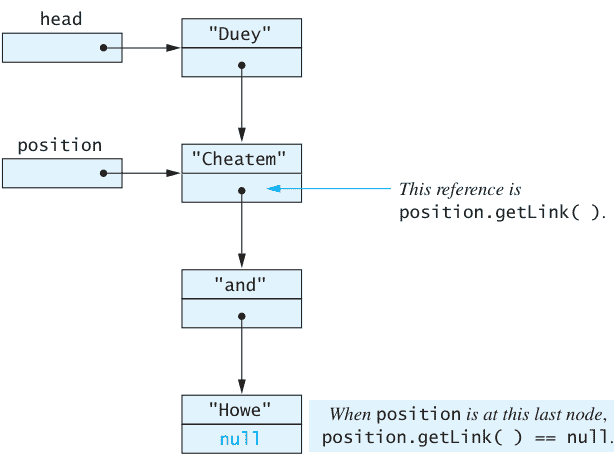 head
"Duey"
position
"Cheatem"
This reference is
position.getLink( ).
"and"
"Howe"
null
When position is at this last node,
position.getLink( ) == null.